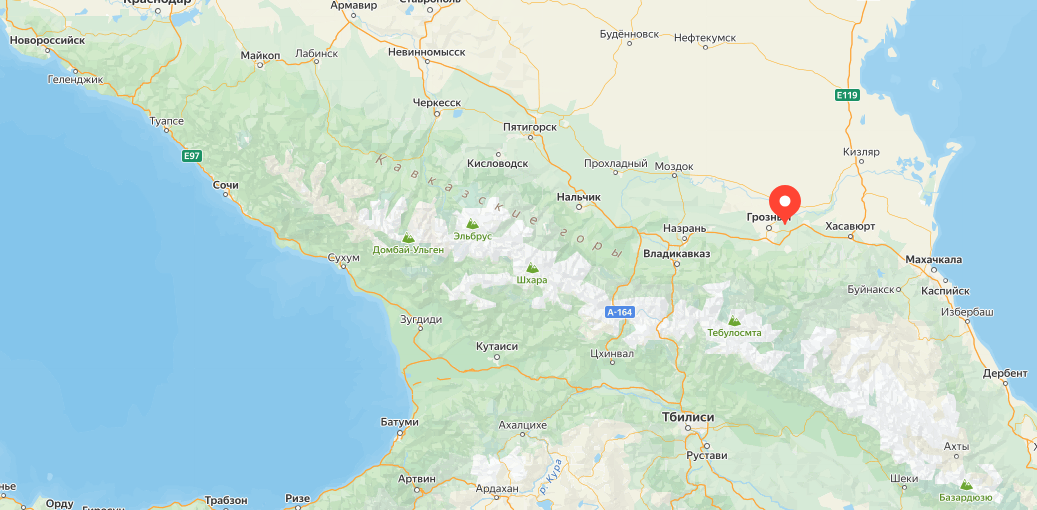 Краснодар
Армавир
Ставрополь
Новороссийск
Майкоп
Лабинск
Невинномысск
Будённовск
Нефтекумск
Геленджик
Черкесск
E119
Туапсе
Пятигорск
E97
Кисловодск
Прохладный
Моздок
Кизляр
Кавказские горы
Сочи
Нальчик
Грозный
Назрань
Хасавюрт
Эльбрус
Домбай-Ульген
Владикавказ
Сухум
Махачкала
Шхара
Буйнакск
Каспийск
Избербаш
Зугдиди
А-164
Тебулосмта
Кутаиси
Цхинвал
Дербент
Батуми
Ахалцихе
Тбилиси
Рустави
Ахты
р. Кура
Артвин
Ардахан
Шеки
Базардюзю
Орду
Трабзон
Ризе